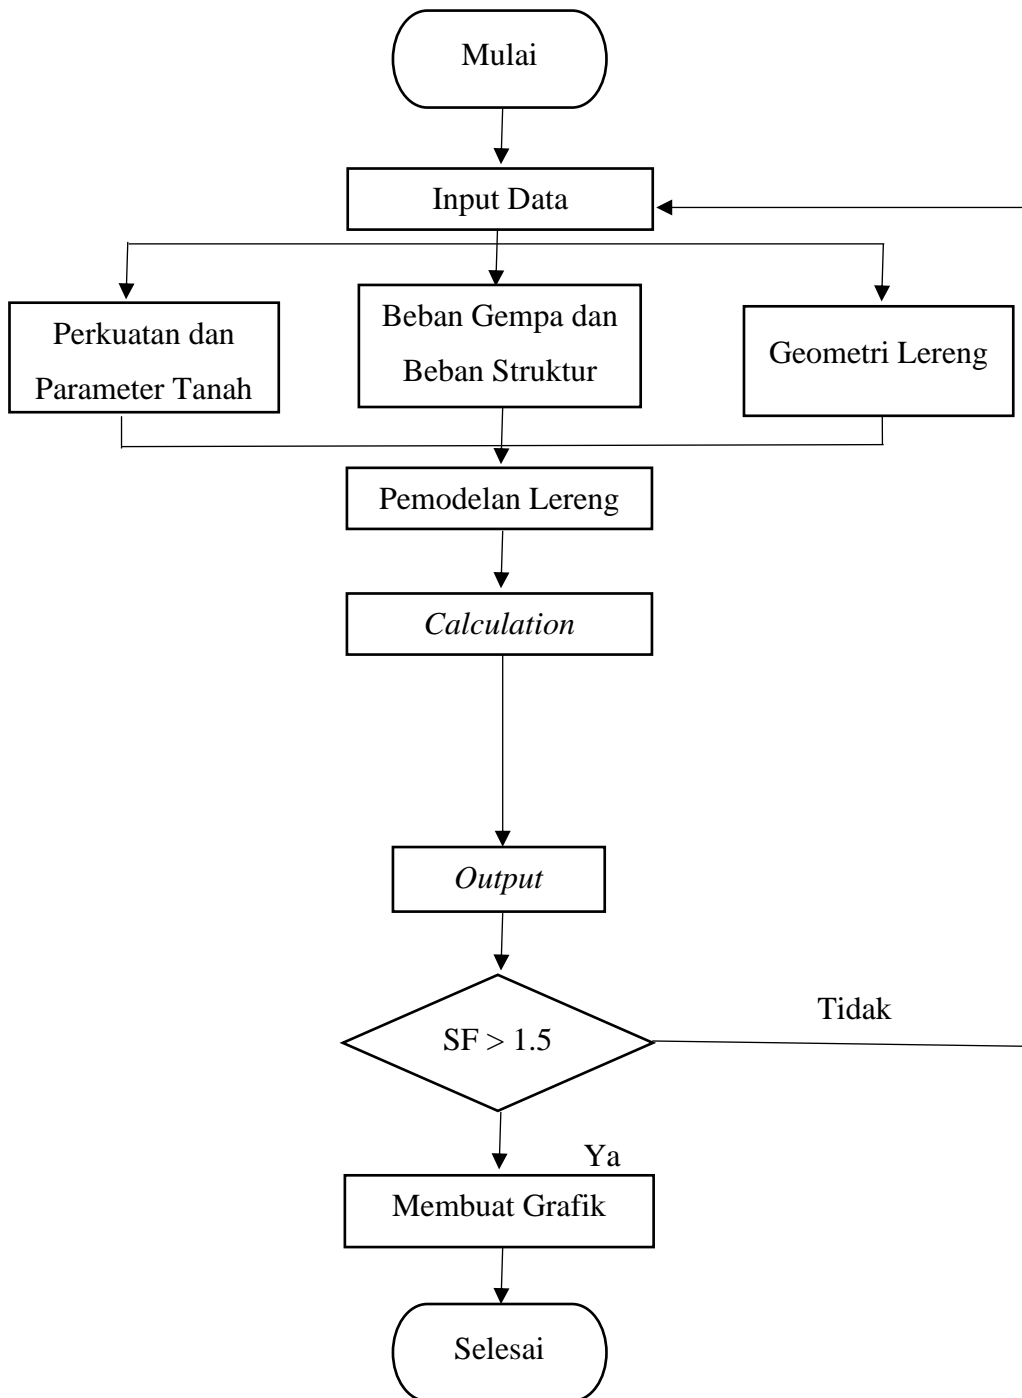 Mulai
Input Data
Perkuatan dan
Parameter Tanah
Beban Gempa dan
Beban Struktur
Geometri Lereng
Pemodelan Lereng
Calculation
Output
SF > 1.5
Tidak
Ya
Membuat Grafik
Selesai